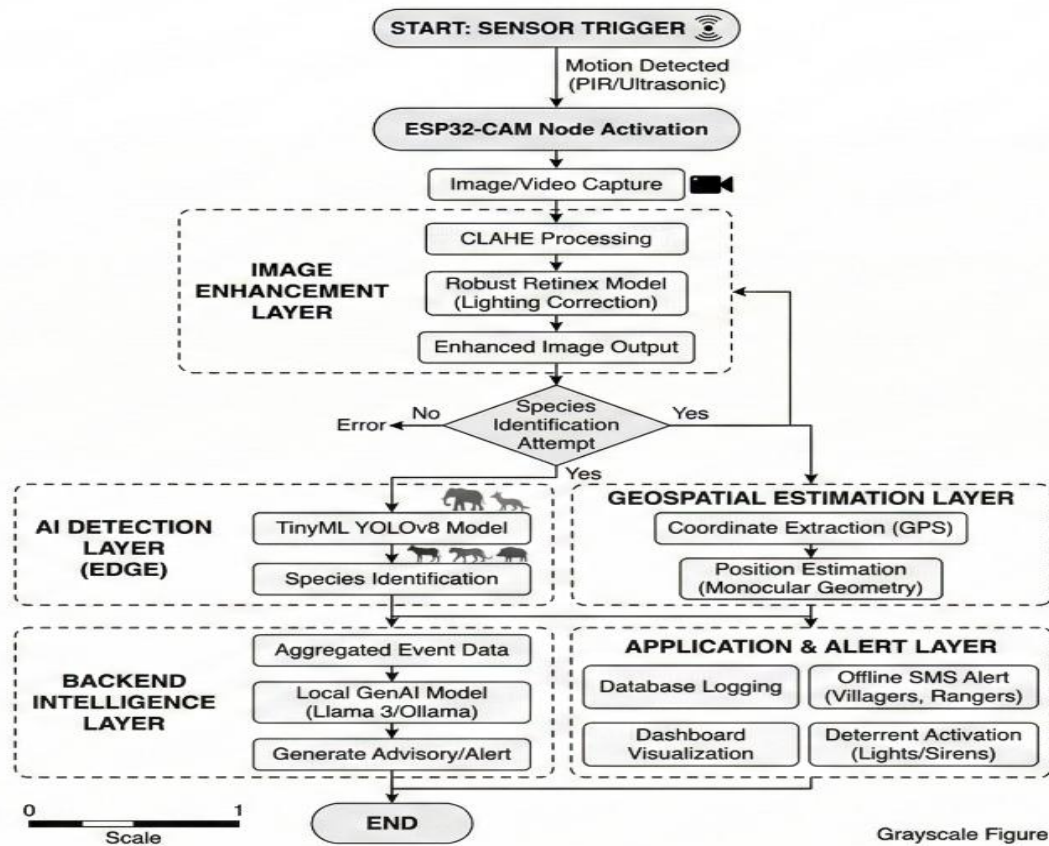 START: SENSOR TRIGGER
Motion Detected
(PIR/Ultrasonic)
ESP32-CAM Node Activation
Image/Video Capture
IMAGE
ENHANCEMENT
LAYER
CLAHE Processing
Robust Retinex Model
(Lighting Correction)
Enhanced Image Output
Species
Identification
Attempt
No
Error
Yes
Yes
AI DETECTION
LAYER
(EDGE)
TinyML YOLOv8 Model
Species Identification
GEOSPATIAL ESTIMATION LAYER
Coordinate Extraction (GPS)
Position Estimation
(Monocular Geometry)
BACKEND
INTELLIGENCE
LAYER
Aggregated Event Data
Local GenAI Model
(Llama 3/Ollama)
Generate Advisory/Alert
APPLICATION & ALERT LAYER
Database Logging
Offline SMS Alert
(Villagers, Rangers)
Dashboard
Visualization
Deterrent Activation
(Lights/Sirens)
END
0
1
Scale
Grayscale Figure